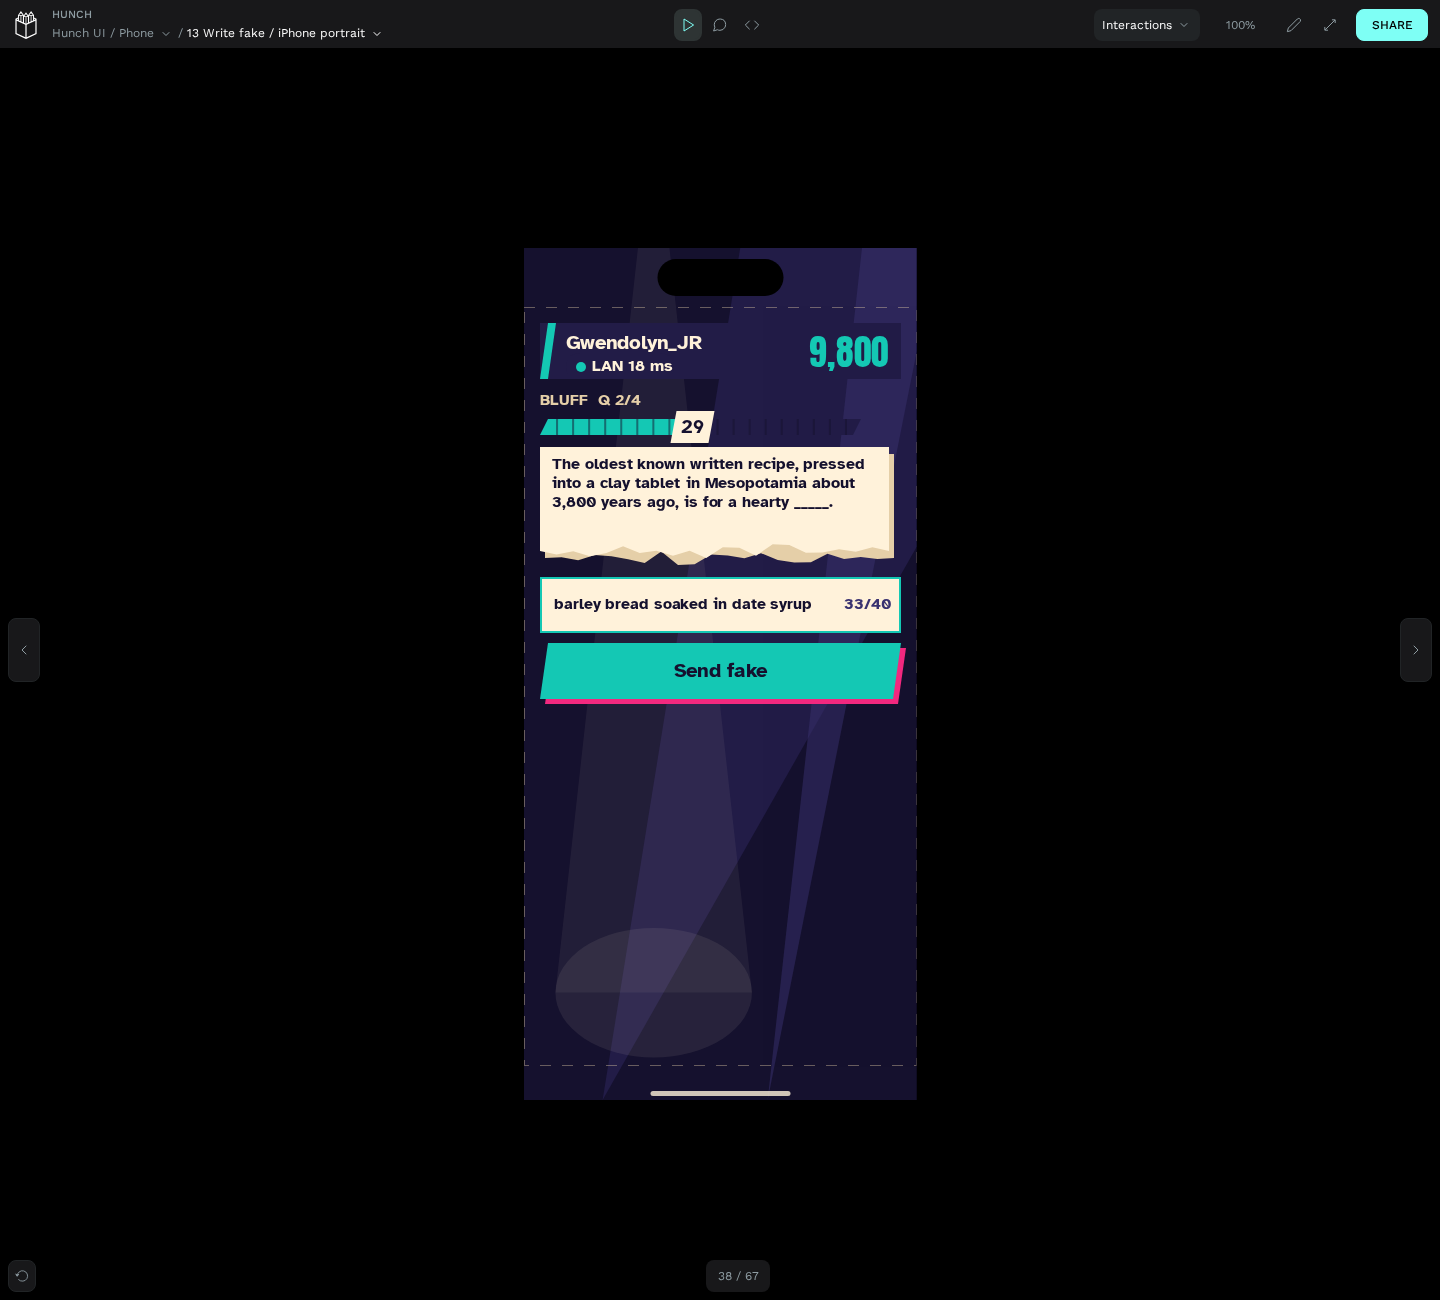 HUNCH
Hunch UI / Phone / 13 Write fake / iPhone portrait
Interactions
100%
SHARE
Gwendolyn_JR
LAN 18 ms
9,800
BLUFF Q 2/4
29
The oldest known written recipe, pressed
into a clay tablet in Mesopotamia about
3,800 years ago, is for a hearty _____.
barley bread soaked in date syrup 33/40
Send fake
38 / 67